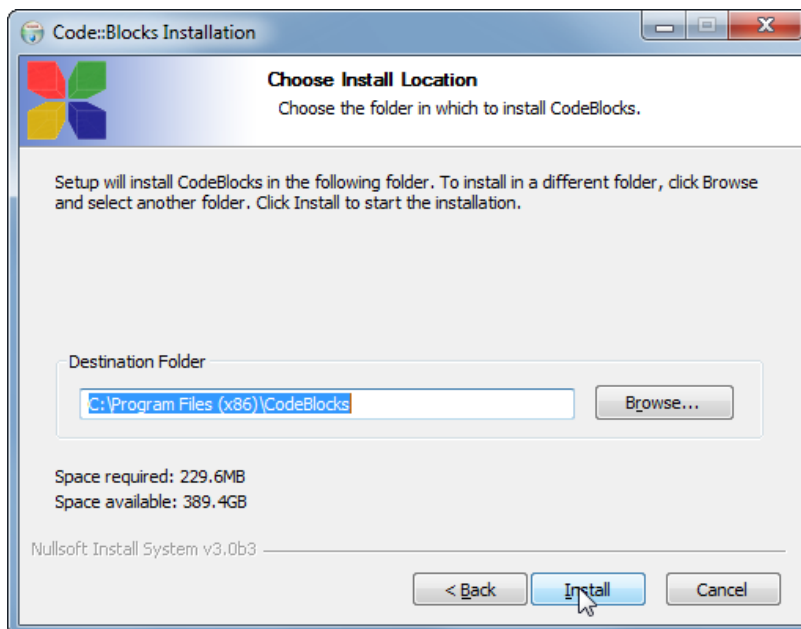 Code::Blocks Installation
Choose Install Location
Choose the folder in which to install CodeBlocks.
Setup will install CodeBlocks in the following folder. To install in a different folder, click Browse
and select another folder. Click Install to start the installation.
Destination Folder
C:\Program Files (x86)\CodeBlocks
Browse...
Space required: 229.6MB
Space available: 389.4GB
Nullsoft Install System v3.0b3
< Back
Install
Cancel